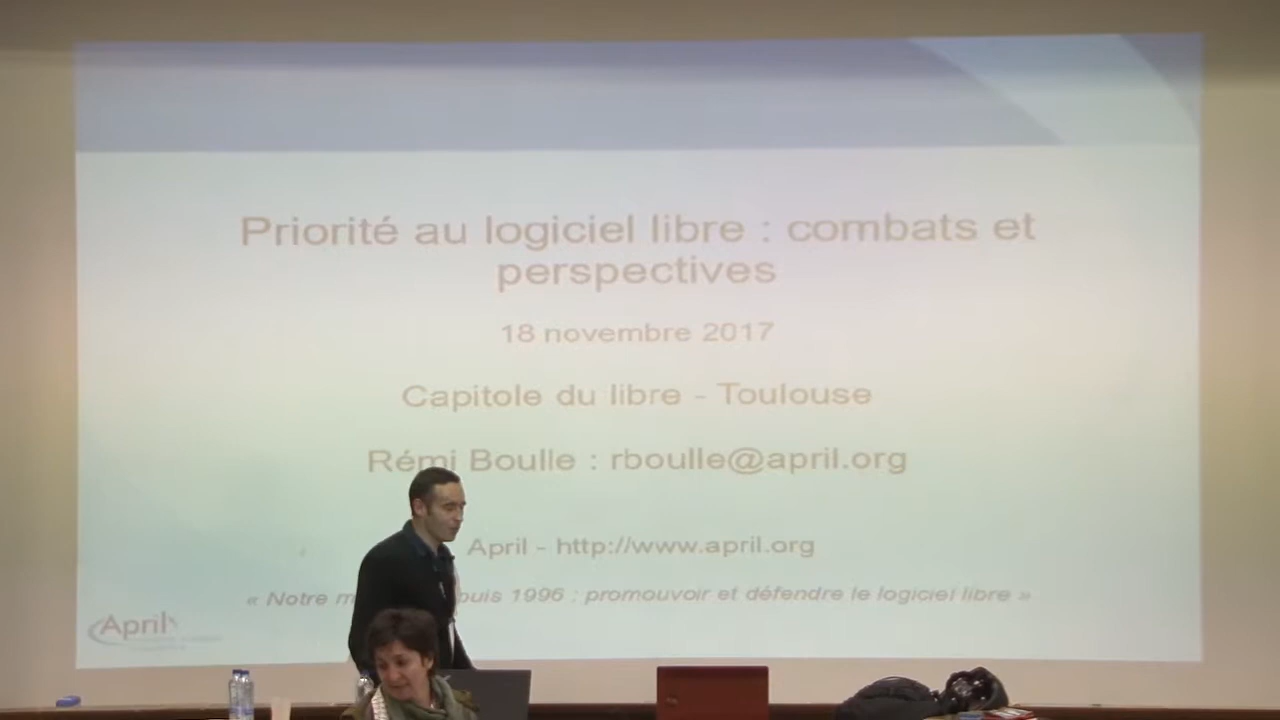 Priorité au logiciel libre : combats et
perspectives
18 novembre 2017
Capitole du libre - Toulouse
Rémi Boulle : rboulle@april.org
April - http://www.april.org
« Notre m puis 1996 : promouvoir et défendre le logiciel libre »
April